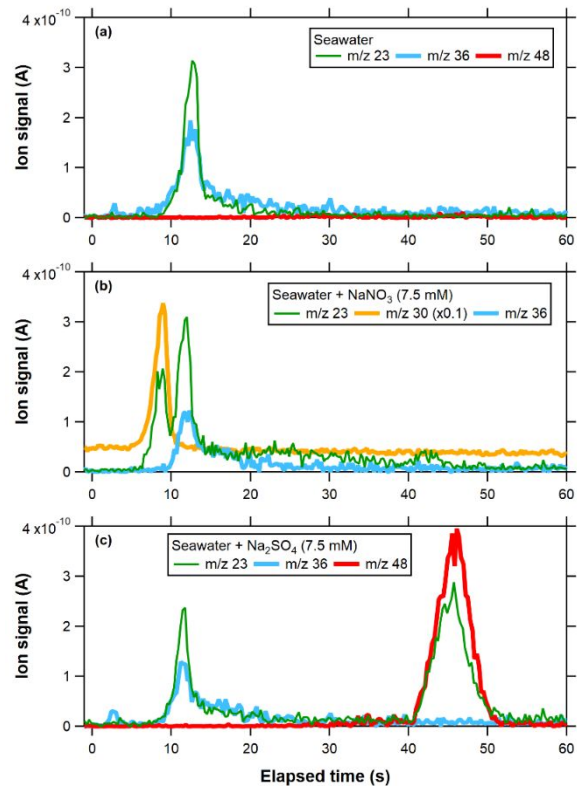 4 x10⁻¹⁰
(a)
Seawater
m/z 23 m/z 36 m/z 48
3
2
1
0
Ion signal (A)
0 10 20 30 40 50 60
4 x10⁻¹⁰
(b)
Seawater + NaNO₃ (7.5 mM)
m/z 23 m/z 30 (x0.1) m/z 36
3
2
1
0
Ion signal (A)
0 10 20 30 40 50 60
4 x10⁻¹⁰
(c)
Seawater + Na₂SO₄ (7.5 mM)
m/z 23 m/z 36 m/z 48
3
2
1
0
Ion signal (A)
0 10 20 30 40 50 60
Elapsed time (s)